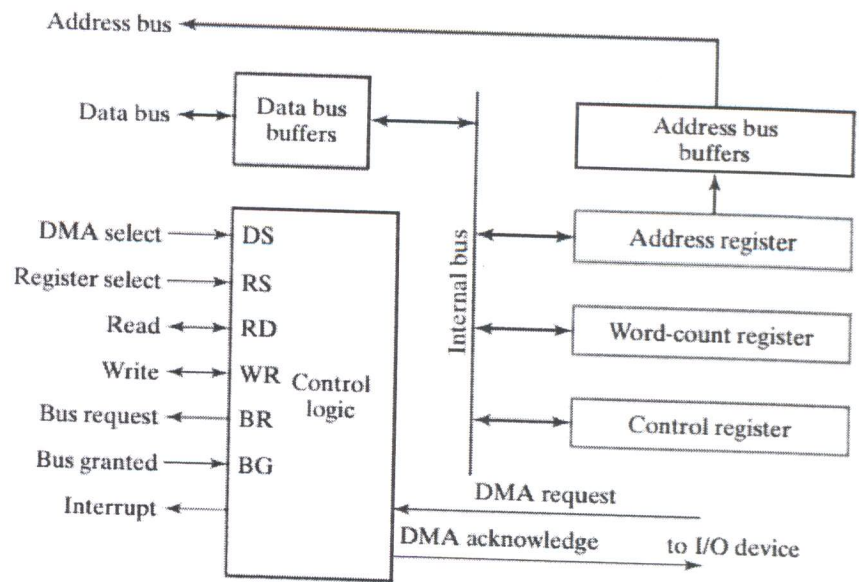 Address bus
Data bus
Data bus
buffers
Address bus
buffers
Internal bus
DMA select
DS
Address register
Register select
RS
Read
RD
Word-count register
Write
WR
Control
logic
Bus request
BR
Control register
Bus granted
BG
Interrupt
DMA request
DMA acknowledge
to I/O device